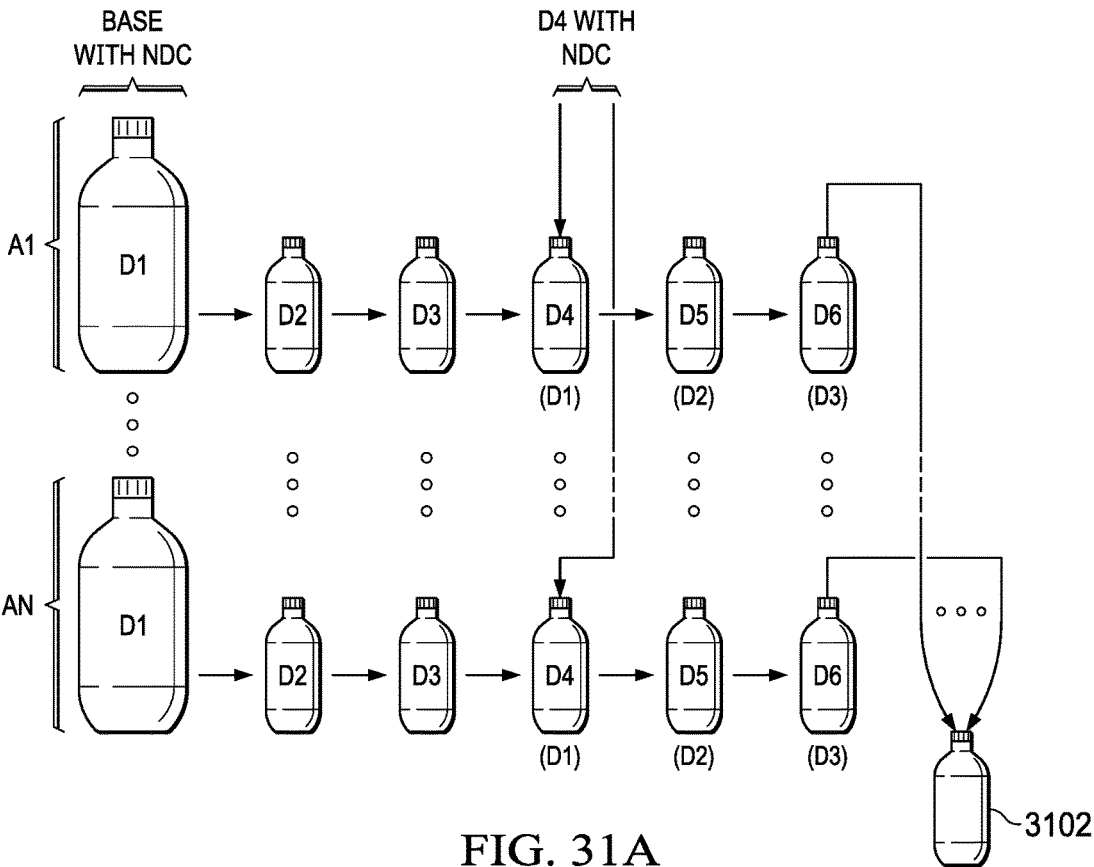 BASE
WITH NDC
D4 WITH
NDC
A1
D1
D2
D3
D4
D5
D6
(D1)
(D2)
(D3)
AN
D1
D2
D3
D4
D5
D6
(D1)
(D2)
(D3)
3102
FIG. 31A